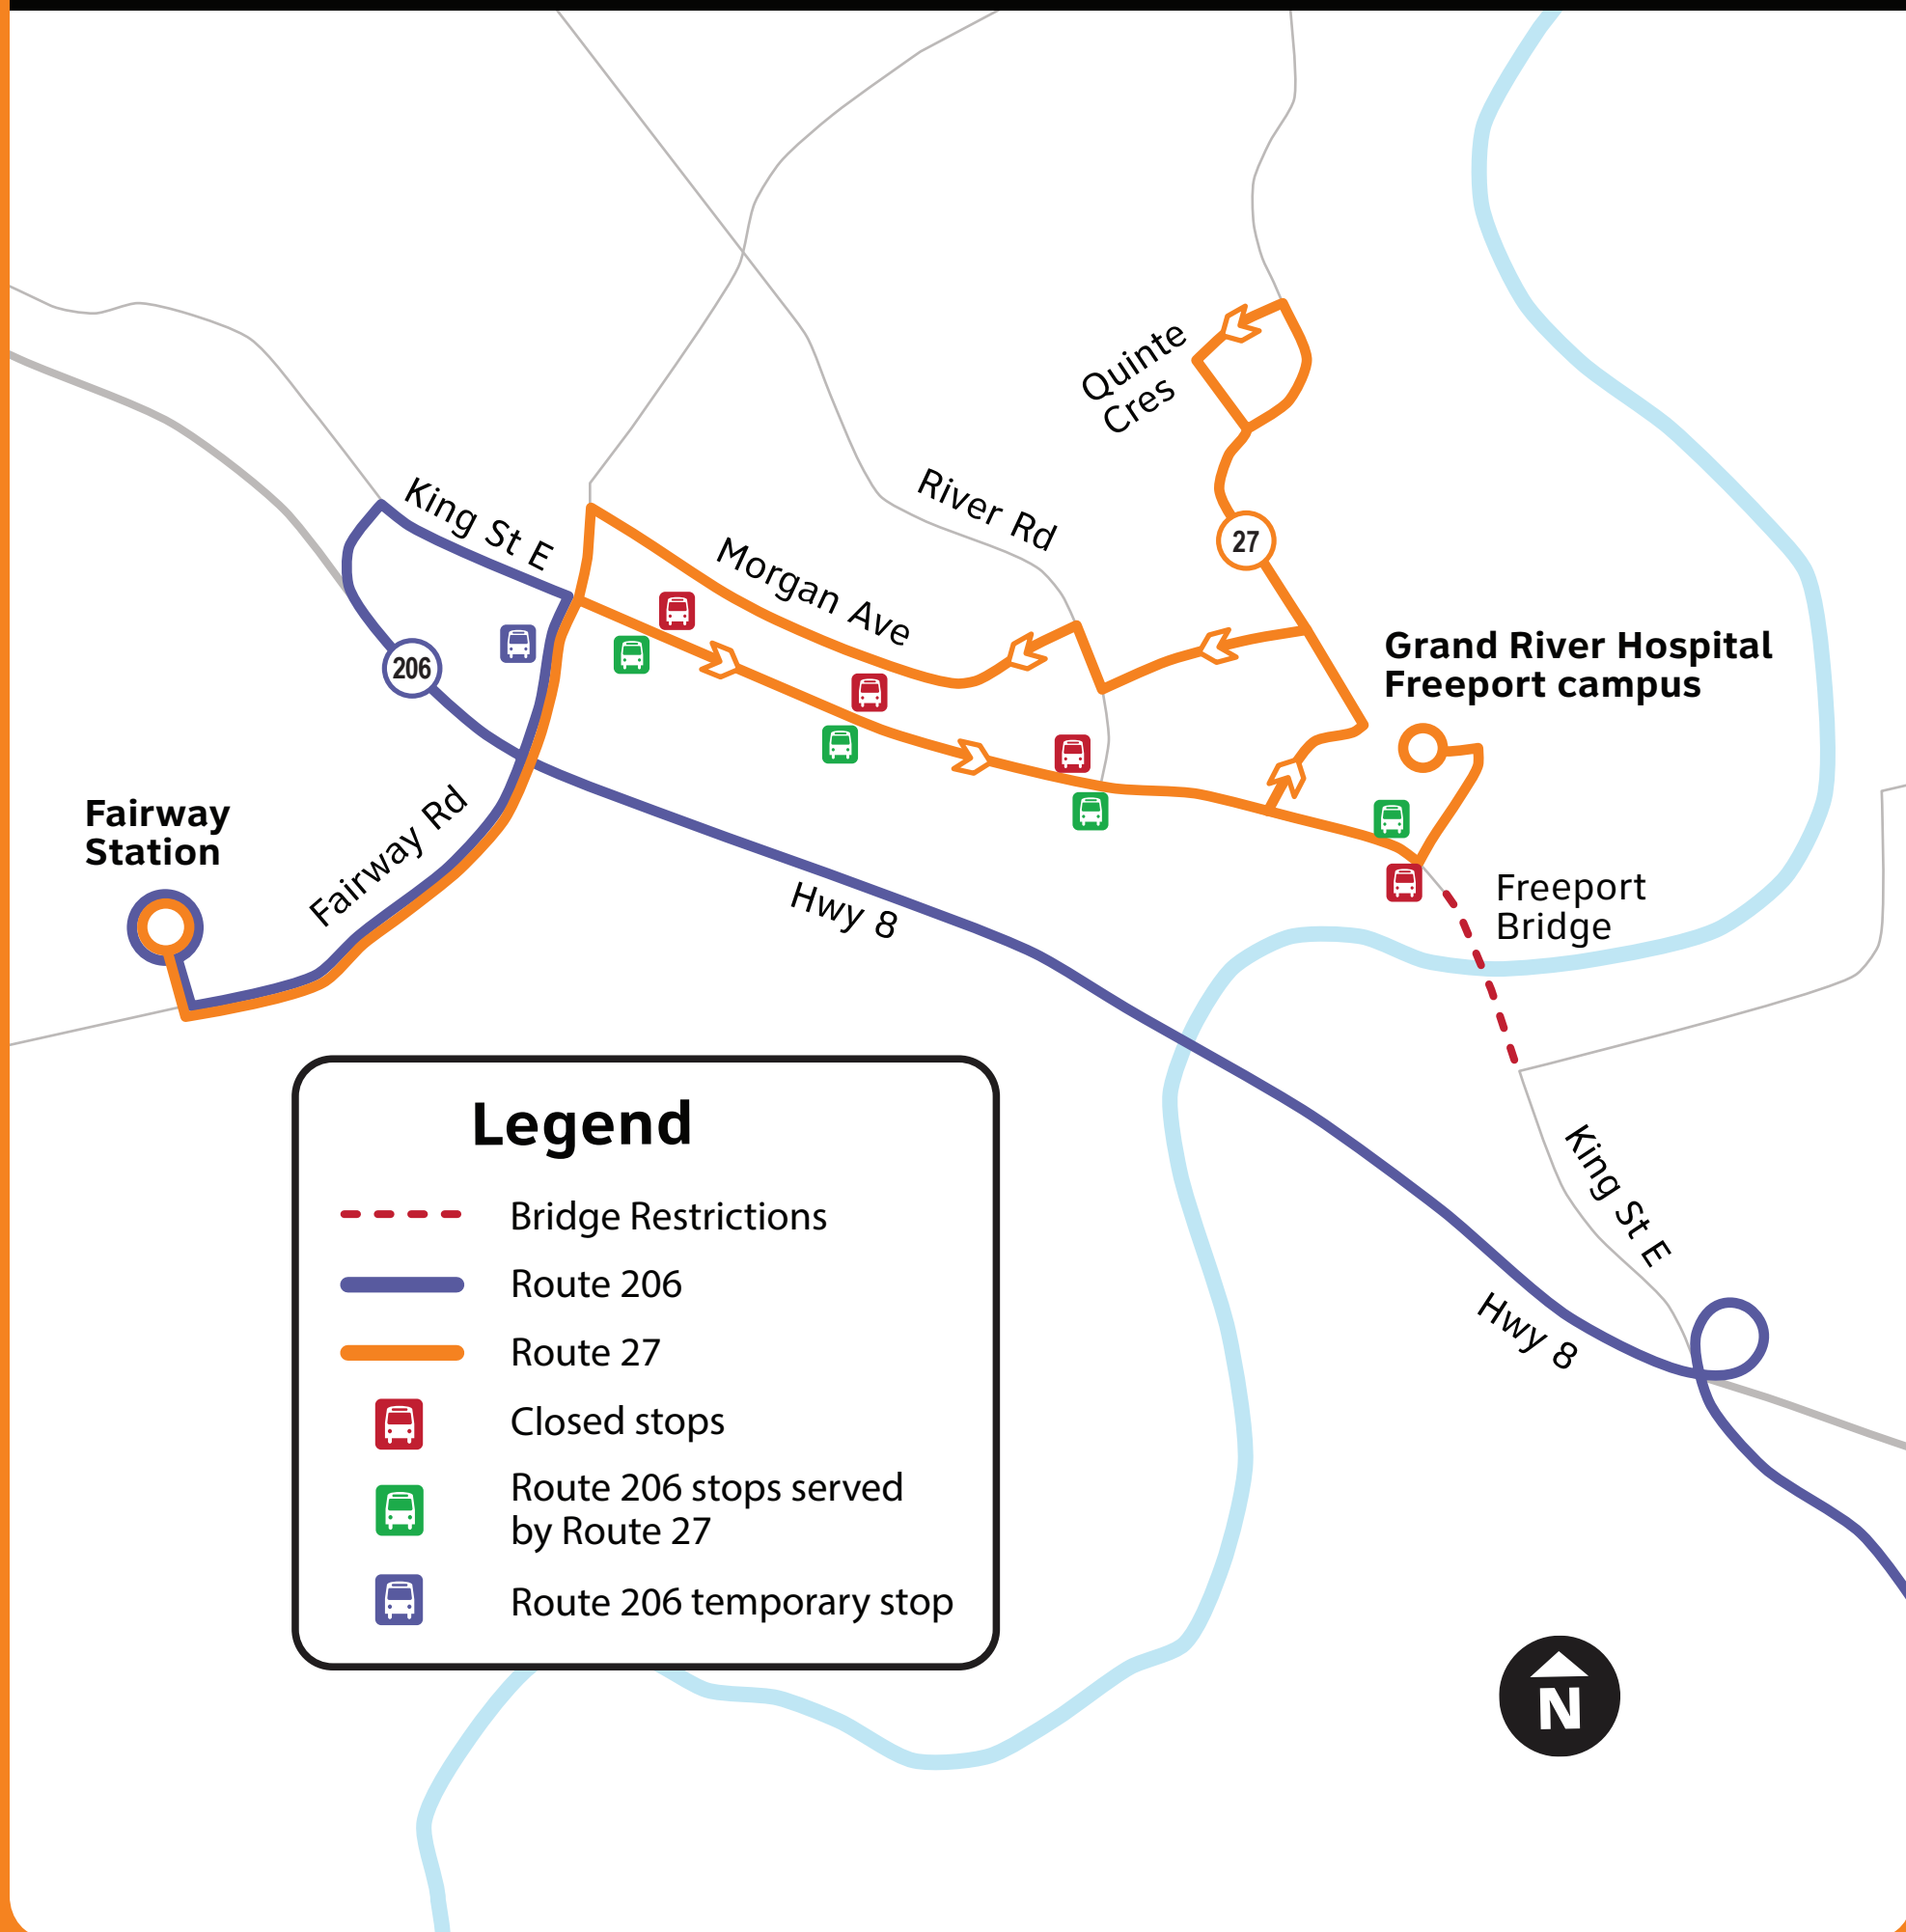 Quinte
Cres
King St E
River Rd
Morgan Ave
27
206
Grand River Hospital
Freeport campus
Fairway
Station
Fairway Rd
Hwy 8
Freeport
Bridge
King St E
Hwy 8
Legend
Bridge Restrictions
Route 206
Route 27
Closed stops
Route 206 stops served
by Route 27
Route 206 temporary stop
N